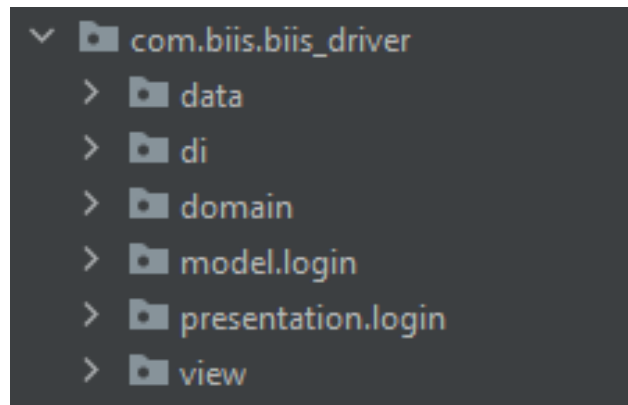 com.biis.biis_driver
data
di
domain
model.login
presentation.login
view